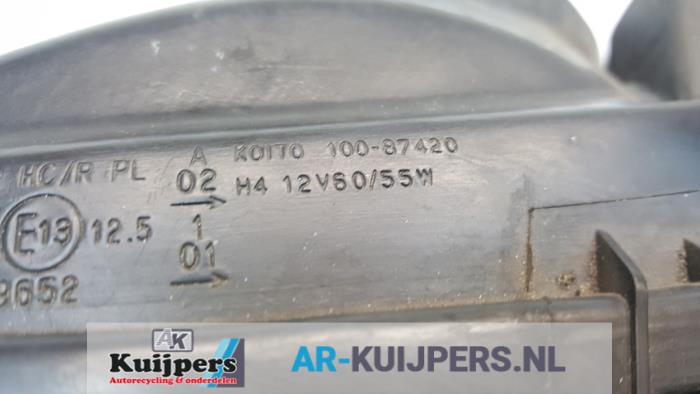 HC/R PL A KOITO 100-87420
02 H4 12V60/55W
E13 12.5 1
01
9652
AK
Kuijpers
Autorecycling & onderdelen
AR-KUIJPERS.NL